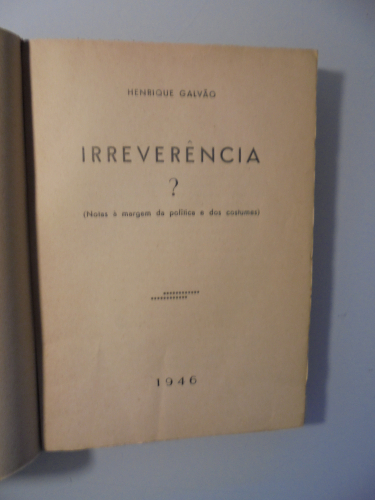 HENRIQUE GALVÃO
IRREVERÊNCIA
?
(Notas à margem da política e dos costumes)
1946